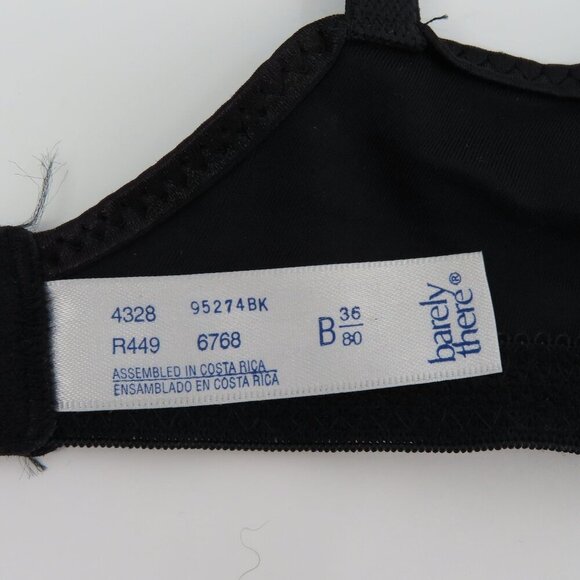 4328 95274BK
R449 6768
ASSEMBLED IN COSTA RICA
ENSAMBLADO EN COSTA RICA
B 36/80
barely
there®